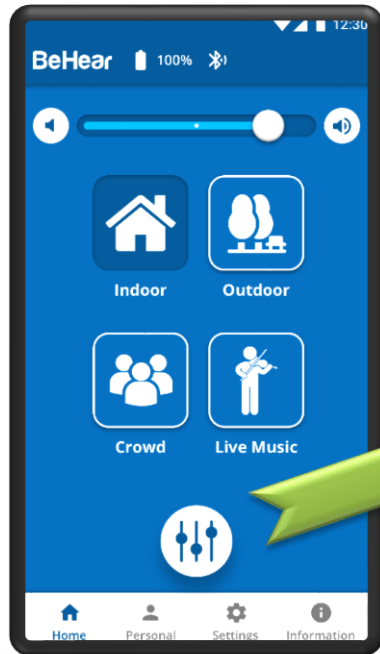 12:30
BeHear 100%
Indoor Outdoor
Crowd Live Music
Home Personal Settings Information